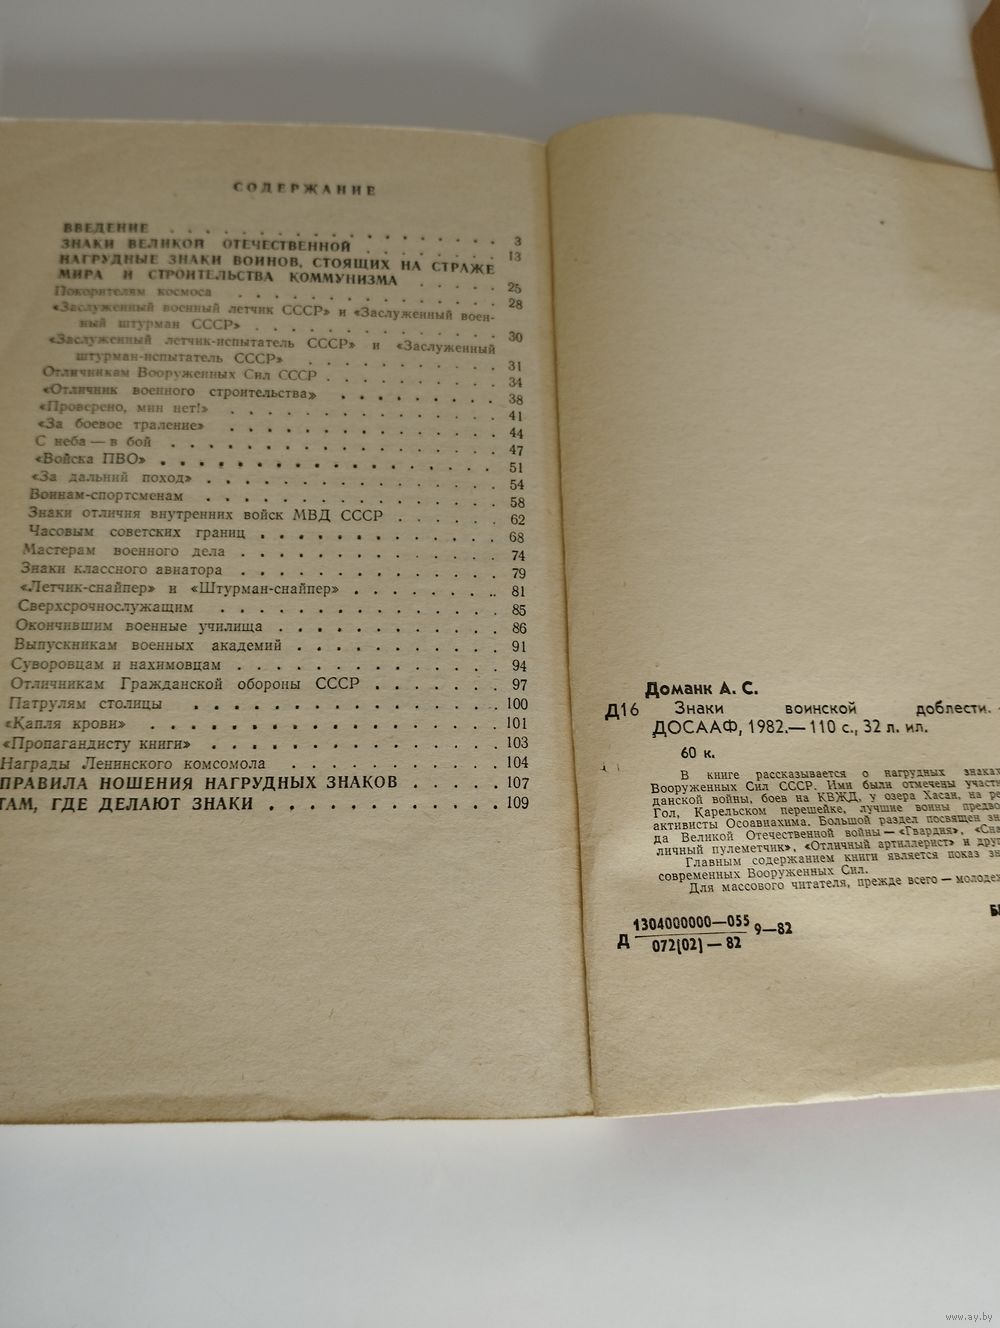 СОДЕРЖАНИЕ
ВВЕДЕНИЕ . . . . . . . . . . . . 3
ЗНАКИ ВЕЛИКОЙ ОТЕЧЕСТВЕННОЙ . . . . . . 13
НАГРУДНЫЕ ЗНАКИ ВОИНОВ, СТОЯЩИХ НА СТРАЖЕ
МИРА И СТРОИТЕЛЬСТВА КОММУНИЗМА . . . . 25
Покорителям космоса . . . . . . . . . . 28
«Заслуженный военный летчик СССР» и «Заслуженный воен-
ный штурман СССР» . . . . . . . . . 30
«Заслуженный летчик-испытатель СССР» и «Заслуженный
штурман-испытатель СССР» . . . . . . . 31
Отличникам Вооруженных Сил СССР . . . . . . . 34
«Отличник военного строительства» . . . . . . . 38
«Проверено, мин нет!» . . . . . . . . . . 41
«За боевое траление» . . . . . . . . . . 44
С неба — в бой . . . . . . . . . . . . 47
«Войска ПВО» . . . . . . . . . . . . 51
«За дальний поход» . . . . . . . . . . . 54
Воинам-спортсменам . . . . . . . . . . . 58
Знаки отличия внутренних войск МВД СССР . . . . . 62
Часовым советских границ . . . . . . . . . 68
Мастерам военного дела . . . . . . . . . . 74
Знаки классного авиатора . . . . . . . . . . 79
«Летчик-снайпер» и «Штурман-снайпер» . . . . . . . 81
Сверхсрочнослужащим . . . . . . . . . . . 85
Окончившим военные училища . . . . . . . . . 86
Выпускникам военных академий . . . . . . . . 91
Суворовцам и нахимовцам . . . . . . . . . . 94
Отличникам Гражданской обороны СССР . . . . . . 97
Патрулям столицы . . . . . . . . . . . . 100
«Капля крови» . . . . . . . . . . . . . 101
«Пропагандисту книги» . . . . . . . . . . . 103
Награды Ленинского комсомола . . . . . . . . 104
ПРАВИЛА НОШЕНИЯ НАГРУДНЫХ ЗНАКОВ . . . . . 107
ТАМ, ГДЕ ДЕЛАЮТ ЗНАКИ . . . . . . . . . . 109
Доманк А. С.
Д16 Знаки воинской доблести.
ДОСААФ, 1982.— 110 с., 32 л. ил.
60 к.
В книге рассказывается о нагрудных знаках
Вооруженных Сил СССР. Ими были отмечены участ
данской войны, боев на КВЖД, у озера Хасан, на ре
Гол, Карельском перешейке, лучшие воины предво
активисты Осоавиахима. Большой раздел посвящен зн
да Великой Отечественной войны — «Гвардия», «Сна
личный пулеметчик», «Отличный артиллерист» и друг
Главным содержанием книги является показ зн
современных Вооруженных Сил.
Для массового читателя, прежде всего — молодеж
ББ
Д 1304000000—055 9—82
072(02) — 82
www.ay.by